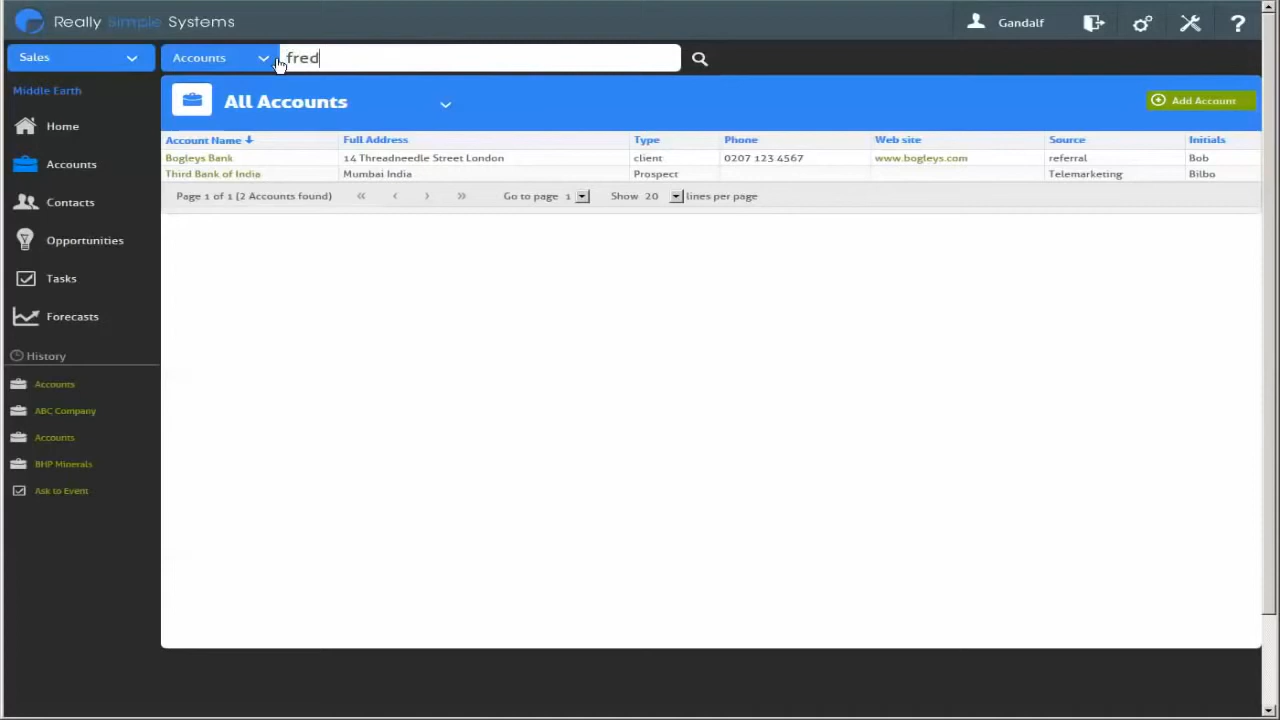 Really Simple Systems
Gandalf
Sales
Accounts
fred
Middle Earth
Home
Accounts
Contacts
Opportunities
Tasks
Forecasts
History
Accounts
ABC Company
Accounts
BHP Minerals
Ask to Event
All Accounts
Add Account
Account Name Full Address Type Phone Web site Source Initials
Bogleys Bank 14 Threadneedle Street London client 0207 123 4567 www.bogleys.com referral Bob
Third Bank of India Mumbai India Prospect Telemarketing Bilbo
Page 1 of 1 (2 Accounts found) « ‹ › » Go to page 1 Show 20 lines per page